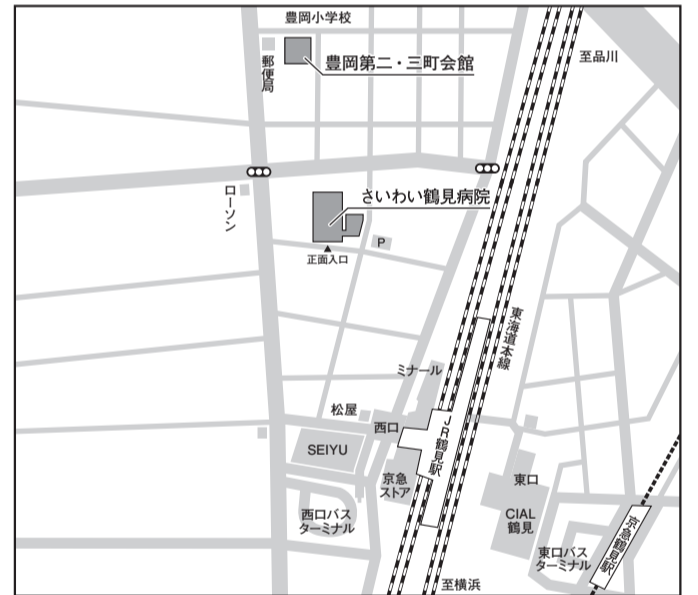 豊岡小学校
郵便局
豊岡第二・三町会館
至品川
ローソン
さいわい鶴見病院
P
正面入口
東海道本線
ミナール
松屋
西口
JR鶴見駅
SEIYU
京急
ストア
東口
CIAL
鶴見
西口バス
ターミナル
東口バス
ターミナル
京急鶴見駅
至横浜